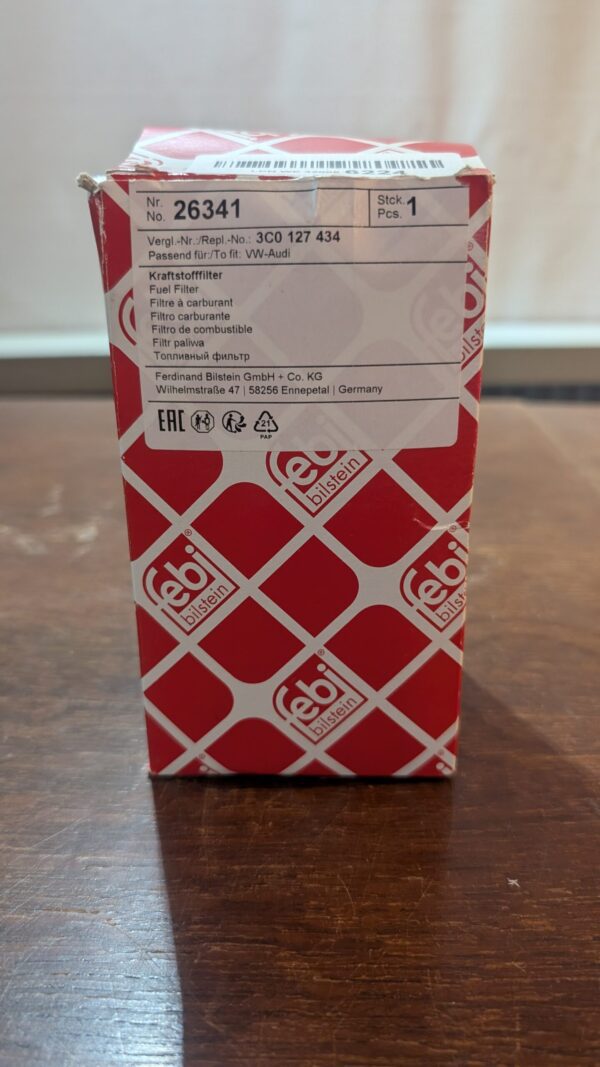 6224
Nr.
No. 26341
Stck.
Pcs. 1
Vergl.-Nr.:/Repl.-No.: 3C0 127 434
Passend für:/To fit: VW-Audi
Kraftstofffilter
Fuel Filter
Filtre à carburant
Filtro carburante
Filtro de combustible
Filtr paliwa
Топливный фильтр
Ferdinand Bilstein GmbH + Co. KG
Wilhelmstraße 47 | 58256 Ennepetal | Germany
EAC
21
PAP
febi
bilstein
febi®
bilstein
febi®
bilstein
febi®
bilstein
bilstein